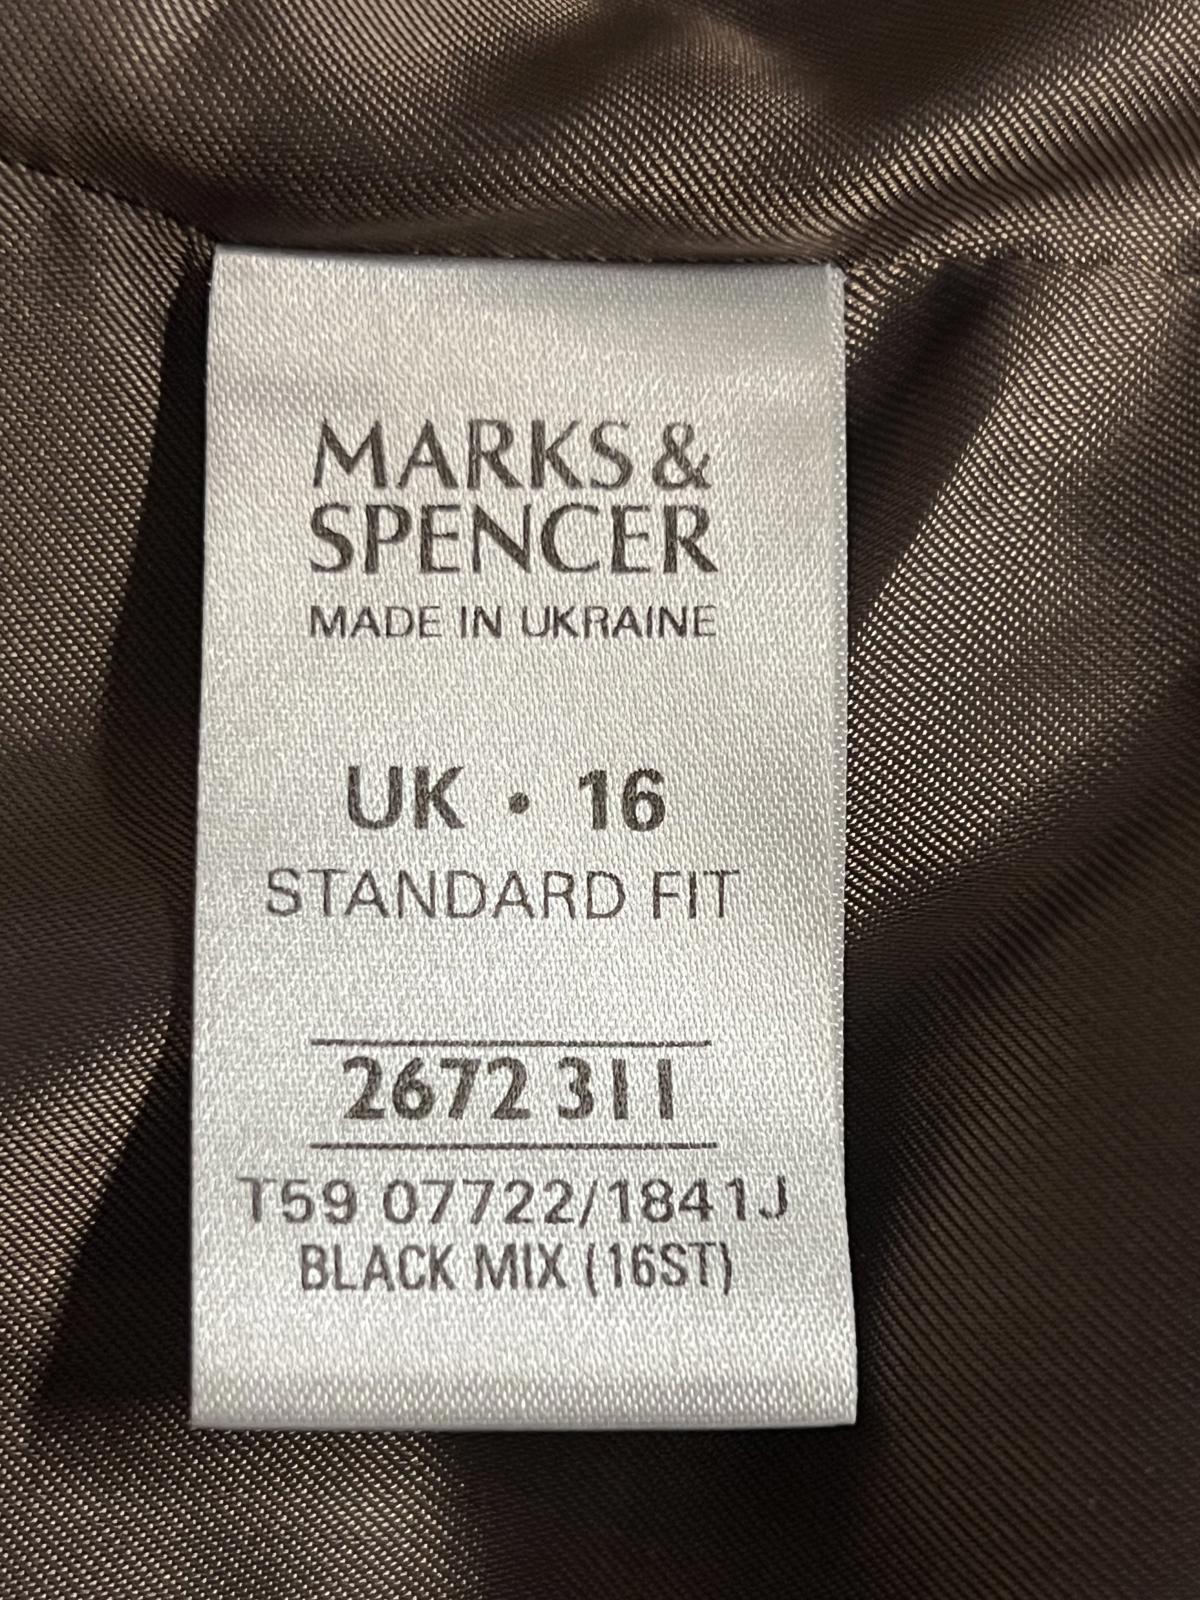 MARKS &
SPENCER
MADE IN UKRAINE
UK • 16
STANDARD FIT
2672 311
T59 07722/1841J
BLACK MIX (16ST)